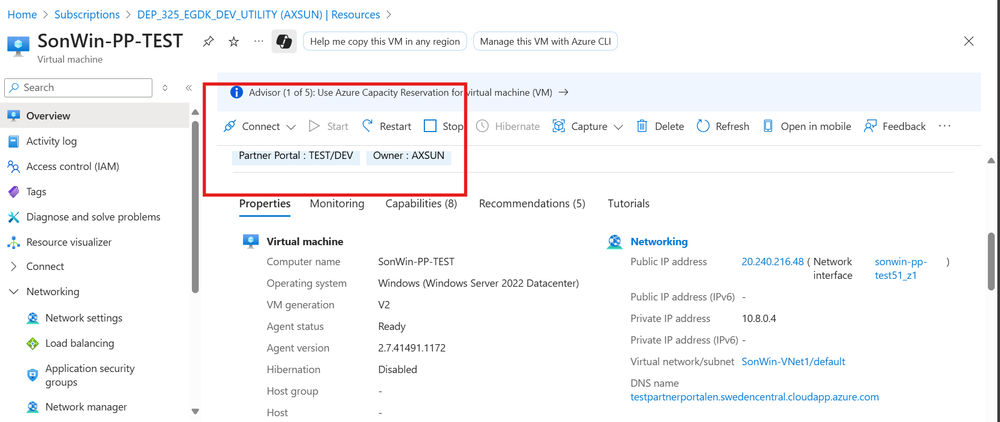 Home > Subscriptions > DEP_325_EGDK_DEV_UTILITY (AXSUN) | Resources >
SonWin-PP-TEST
Virtual machine
Help me copy this VM in any region
Manage this VM with Azure CLI
Search
Overview
Activity log
Access control (IAM)
Tags
Diagnose and solve problems
Resource visualizer
Connect
Networking
Network settings
Load balancing
Application security
groups
Network manager
Advisor (1 of 5): Use Azure Capacity Reservation for virtual machine (VM) →
Connect Start Restart Stop Hibernate Capture Delete Refresh Open in mobile Feedback ...
Partner Portal : TEST/DEV Owner : AXSUN
Properties Monitoring Capabilities (8) Recommendations (5) Tutorials
Virtual machine
Computer name SonWin-PP-TEST
Operating system Windows (Windows Server 2022 Datacenter)
VM generation V2
Agent status Ready
Agent version 2.7.41491.1172
Hibernation Disabled
Host group -
Host -
Networking
Public IP address 20.240.216.48 ( Network sonwin-pp- )
interface test51_z1
Public IP address (IPv6) -
Private IP address 10.8.0.4
Private IP address (IPv6) -
Virtual network/subnet SonWin-VNet1/default
DNS name
testpartnerportalen.swedencentral.cloudapp.azure.com